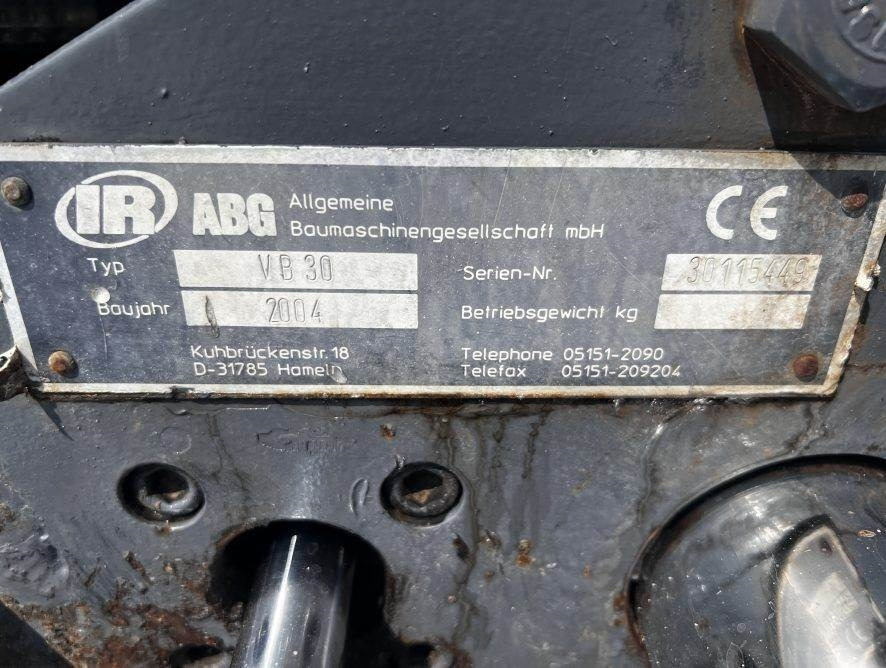 IR ABG Allgemeine
Baumaschinengesellschaft mbH
CE
Typ VB 30
Serien-Nr. 30115449
Baujahr 2004
Betriebsgewicht kg
Kuhbrückenstr. 18
D-31785 Hameln
Telephone 05151-2090
Telefax 05151-209204